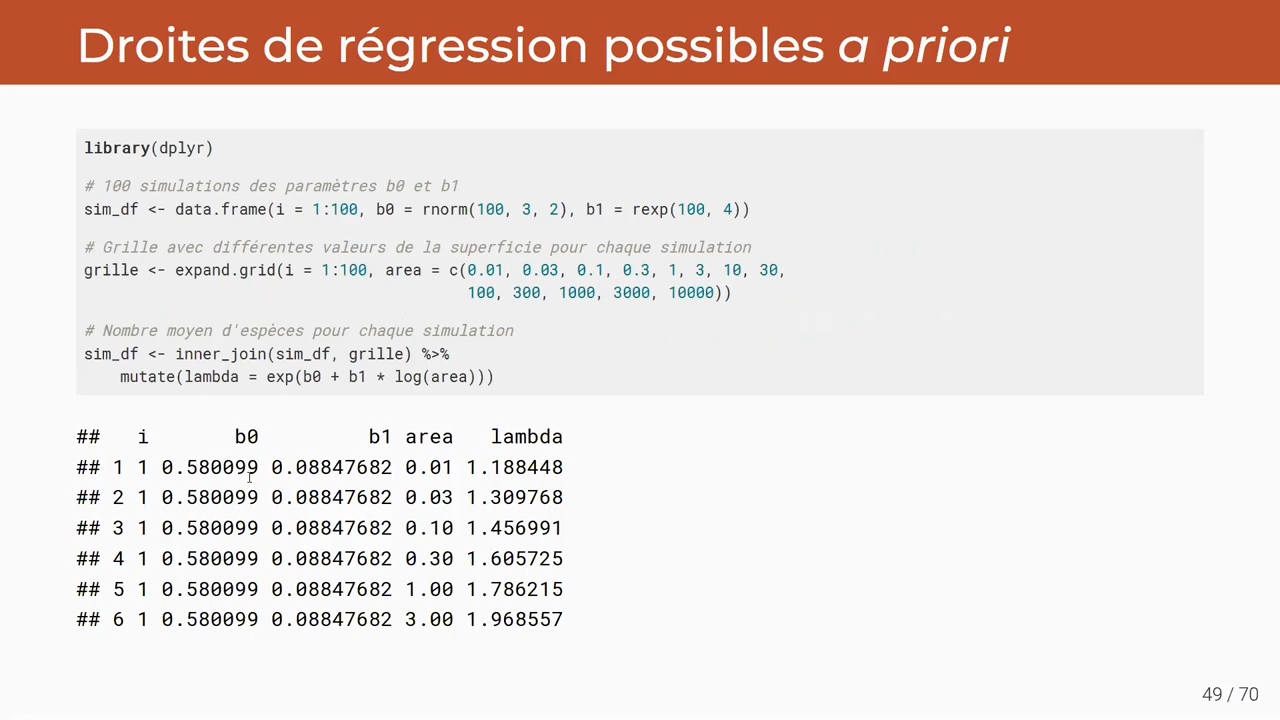 Droites de régression possibles a priori
library(dplyr)
# 100 simulations des paramètres b0 et b1
sim_df <- data.frame(i = 1:100, b0 = rnorm(100, 3, 2), b1 = rexp(100, 4))
# Grille avec différentes valeurs de la superficie pour chaque simulation
grille <- expand.grid(i = 1:100, area = c(0.01, 0.03, 0.1, 0.3, 1, 3, 10, 30,
100, 300, 1000, 3000, 10000))
# Nombre moyen d'espèces pour chaque simulation
sim_df <- inner_join(sim_df, grille) %>%
mutate(lambda = exp(b0 + b1 * log(area)))
## i b0 b1 area lambda
## 1 1 0.580099 0.08847682 0.01 1.188448
## 2 1 0.580099 0.08847682 0.03 1.309768
## 3 1 0.580099 0.08847682 0.10 1.456991
## 4 1 0.580099 0.08847682 0.30 1.605725
## 5 1 0.580099 0.08847682 1.00 1.786215
## 6 1 0.580099 0.08847682 3.00 1.968557
49 / 70